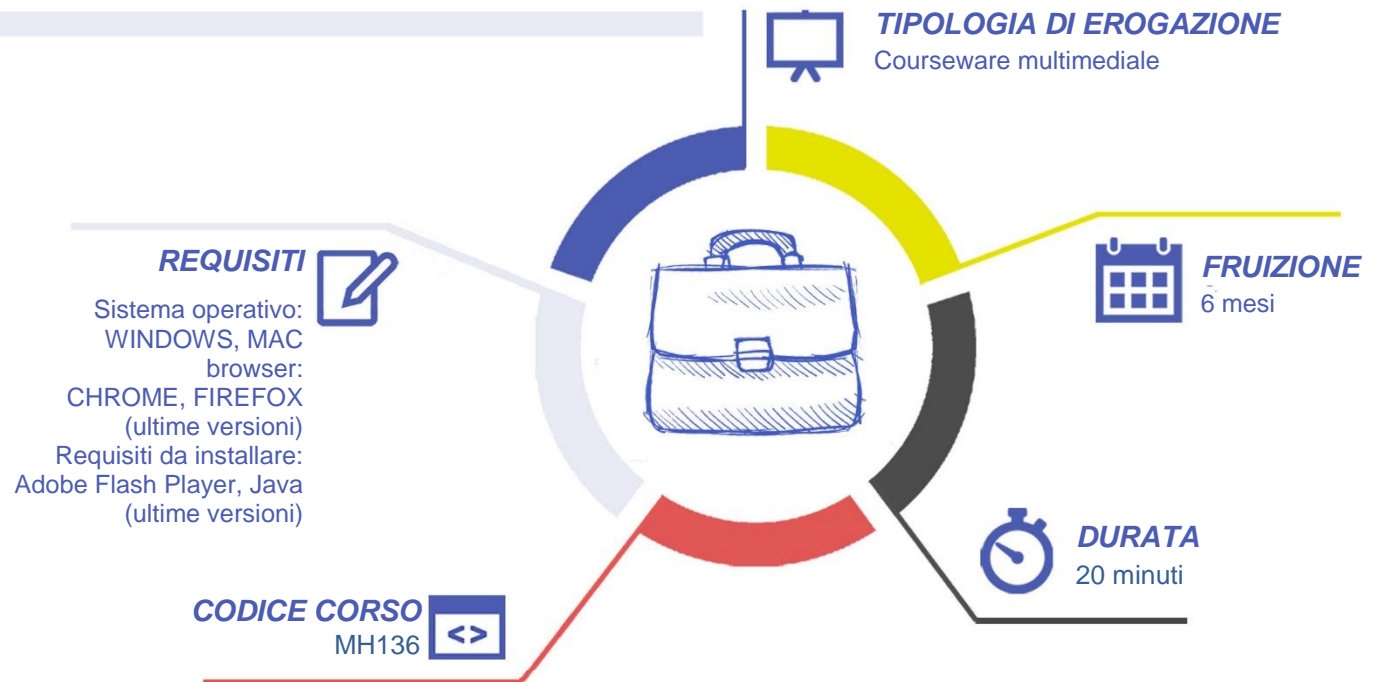 TIPOLOGIA DI EROGAZIONE
Courseware multimediale
REQUISITI
Sistema operativo:
WINDOWS, MAC
browser:
CHROME, FIREFOX
(ultime versioni)
Requisiti da installare:
Adobe Flash Player, Java
(ultime versioni)
FRUIZIONE
6 mesi
DURATA
20 minuti
CODICE CORSO
MH136
<>